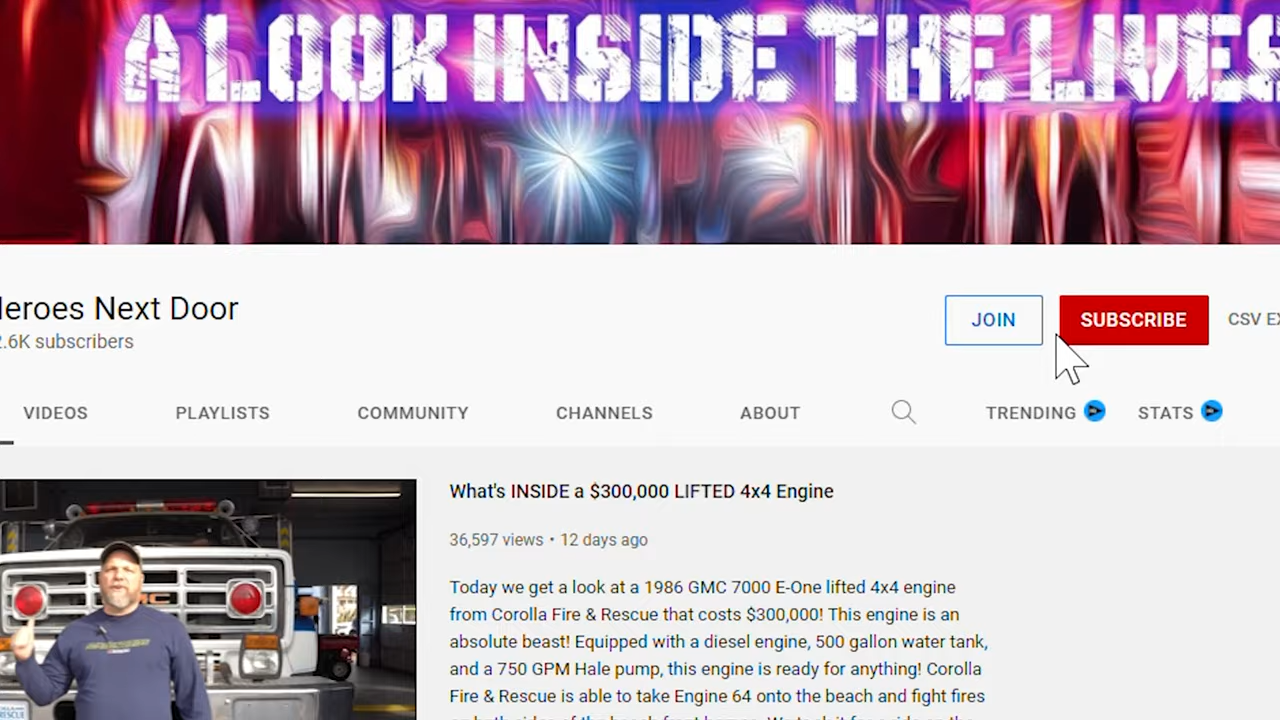 A LOOK INSIDE THE LIVES
Heroes Next Door
2.6K subscribers
JOIN
SUBSCRIBE
CSV EX
VIDEOS
PLAYLISTS
COMMUNITY
CHANNELS
ABOUT
TRENDING
STATS
What's INSIDE a $300,000 LIFTED 4x4 Engine
36,597 views • 12 days ago
Today we get a look at a 1986 GMC 7000 E-One lifted 4x4 engine
from Corolla Fire & Rescue that costs $300,000! This engine is an
absolute beast! Equipped with a diesel engine, 500 gallon water tank,
and a 750 GPM Hale pump, this engine is ready for anything! Corolla
Fire & Rescue is able to take Engine 64 onto the beach and fight fires